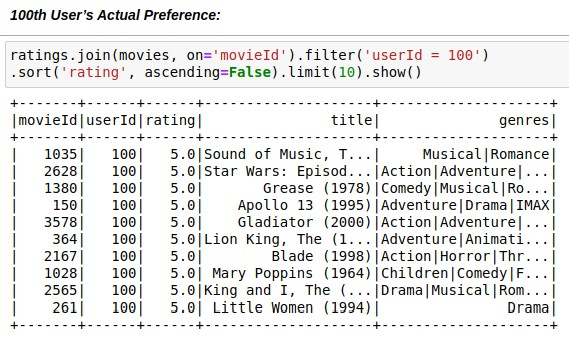 100th User's Actual Preference:
ratings.join(movies, on='movieId').filter('userId = 100')
.sort('rating', ascending=False).limit(10).show()
+-------+------+------+--------------------+--------------------+
|movieId|userId|rating|               title|              genres|
+-------+------+------+--------------------+--------------------+
|   1035|   100|   5.0|Sound of Music, T...|     Musical|Romance|
|   2628|   100|   5.0|Star Wars: Episod...|Action|Adventure|...|
|   1380|   100|   5.0|       Grease (1978)|Comedy|Musical|Ro...|
|    150|   100|   5.0|    Apollo 13 (1995)|Adventure|Drama|IMAX|
|   3578|   100|   5.0|    Gladiator (2000)|Action|Adventure|...|
|    364|   100|   5.0|Lion King, The (1...|Adventure|Animati...|
|   2167|   100|   5.0|        Blade (1998)|Action|Horror|Thr...|
|   1028|   100|   5.0| Mary Poppins (1964)|Children|Comedy|F...|
|   2565|   100|   5.0|King and I, The (...|Drama|Musical|Rom...|
|    261|   100|   5.0| Little Women (1994)|               Drama|
+-------+------+------+--------------------+--------------------+